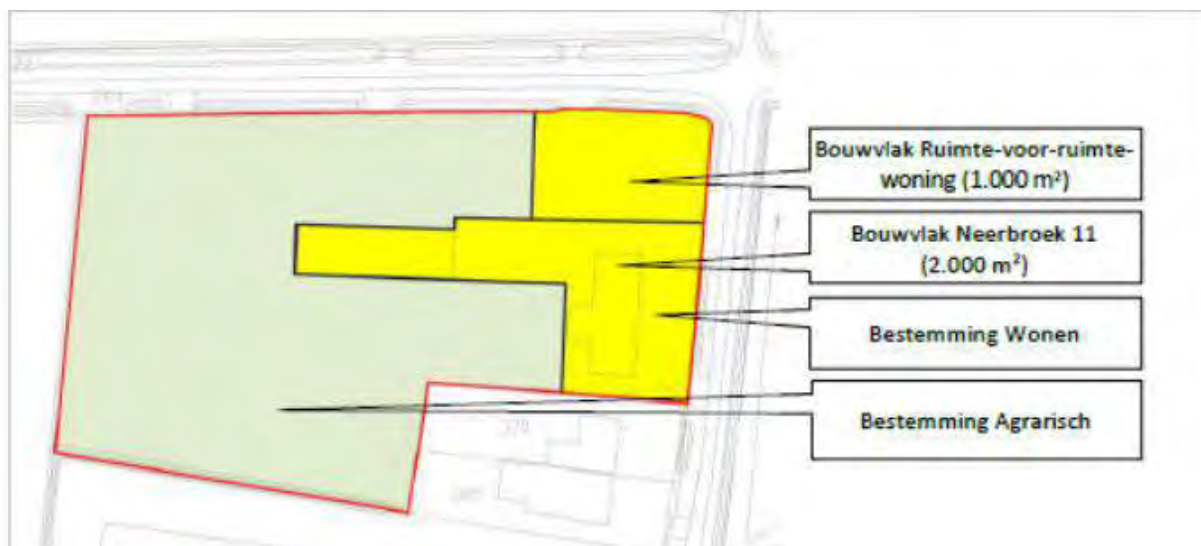 Bouwvlak Ruimte-voor-ruimte-
woning (1.000 m²)
Bouwvlak Neerbroek 11
(2.000 m²)
Bestemming Wonen
Bestemming Agrarisch